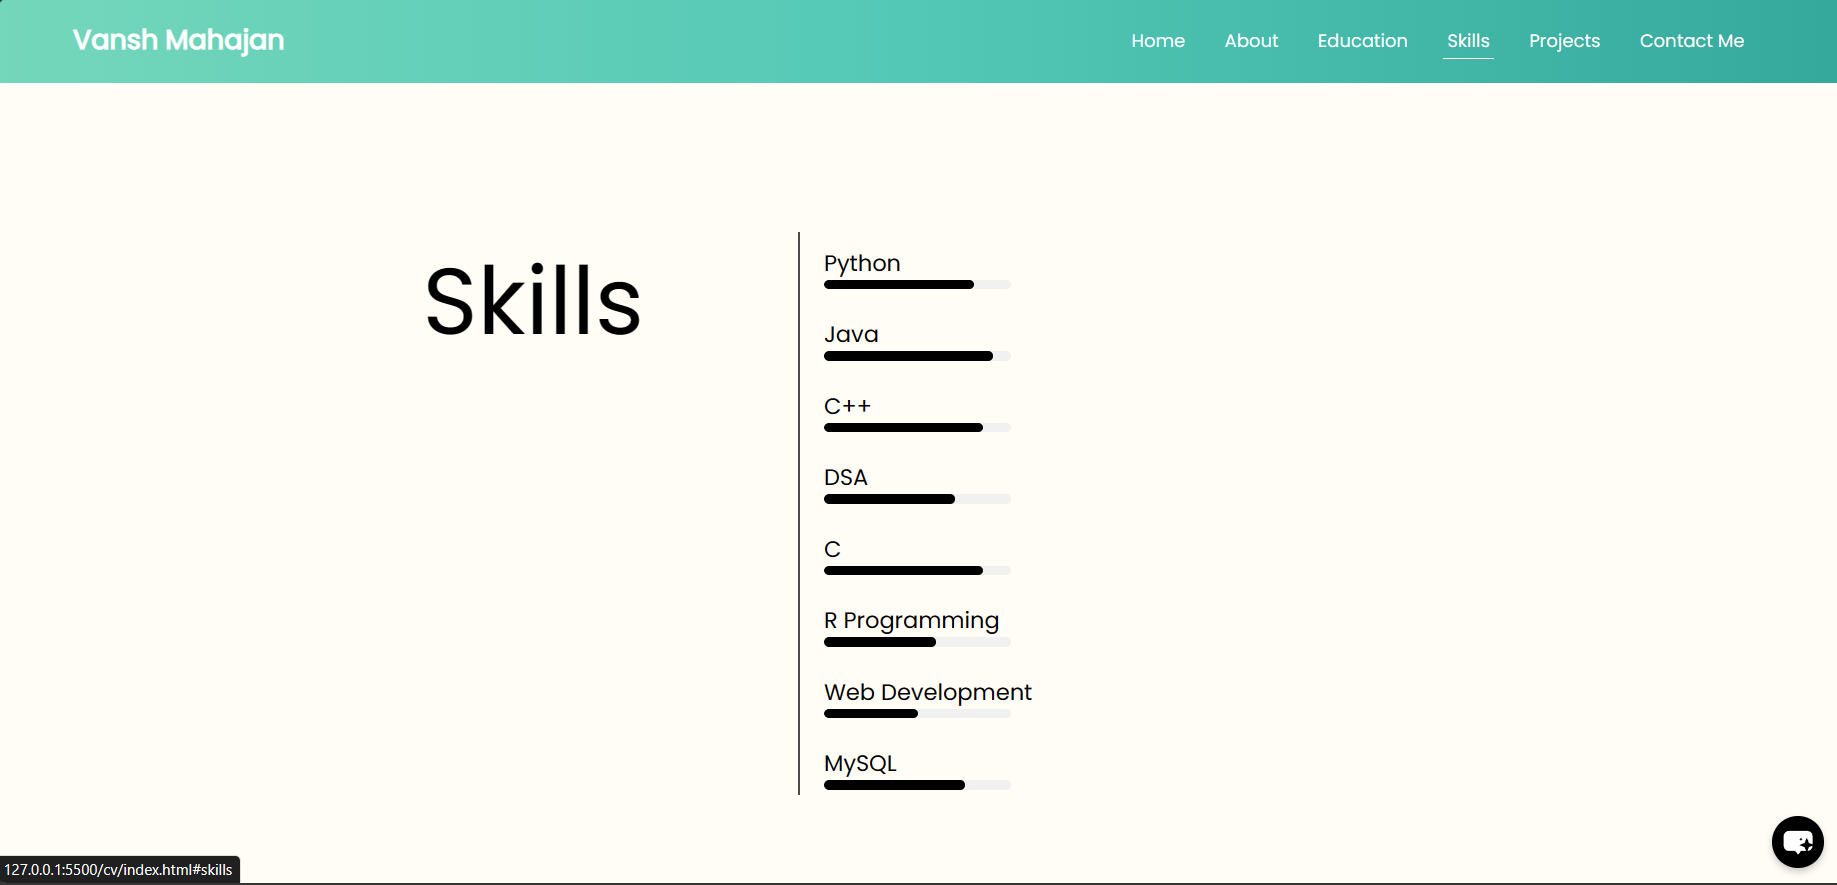 Vansh Mahajan
Home About Education Skills Projects Contact Me
Skills
Python
Java
C++
DSA
C
R Programming
Web Development
MySQL
127.0.0.1:5500/cv/index.html#skills